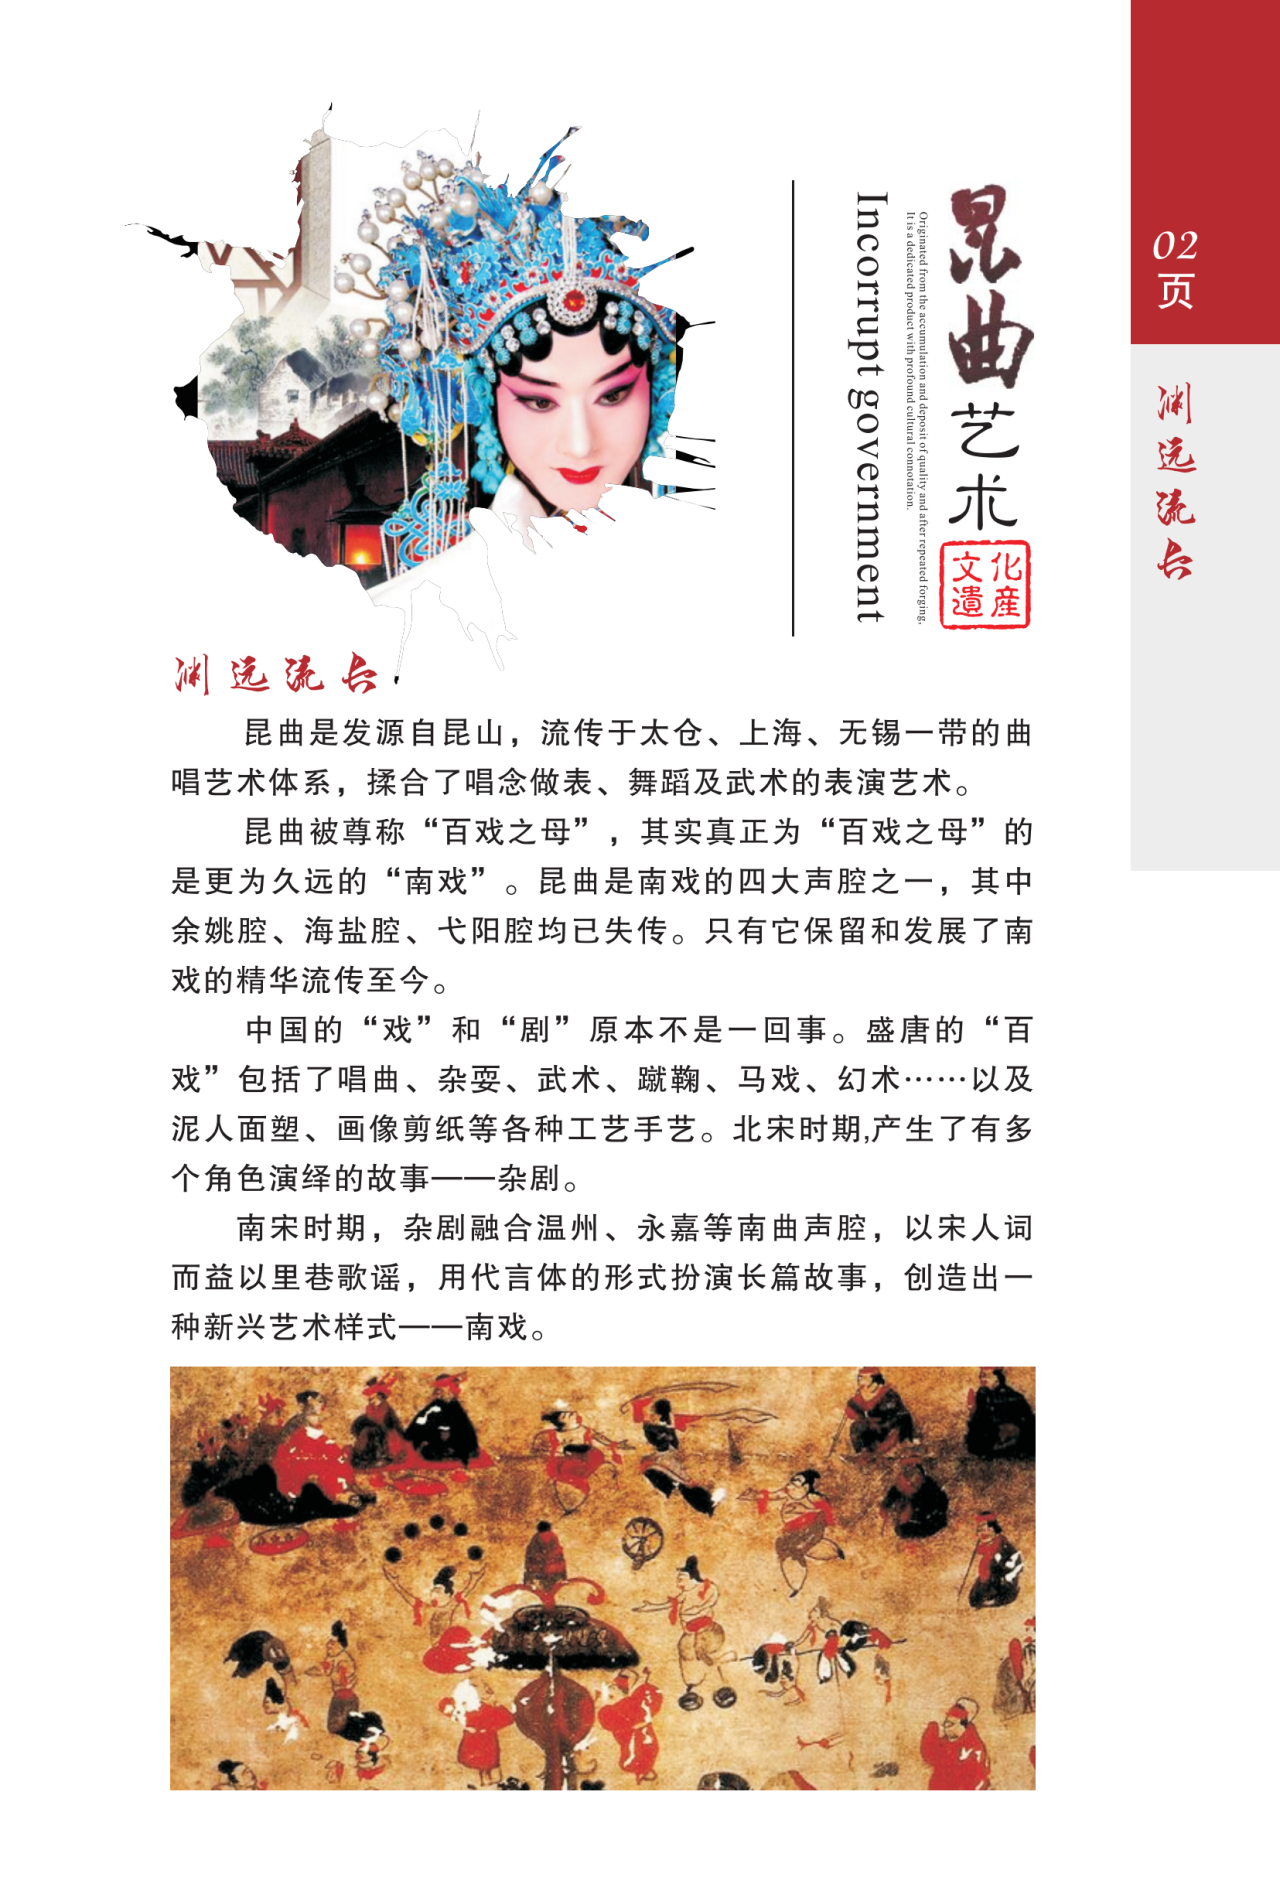 02
页
渊远流长
昆曲艺术
文化
遺産
Originated from the accumulation and deposit of quality and after repeated forging,
It is a dedicated product with profound cultural connotation.
Incorrupt government
渊远流长
昆曲是发源自昆山，流传于太仓、上海、无锡一带的曲
唱艺术体系，揉合了唱念做表、舞蹈及武术的表演艺术。
昆曲被尊称“百戏之母”，其实真正为“百戏之母”的
是更为久远的“南戏”。昆曲是南戏的四大声腔之一，其中
余姚腔、海盐腔、弋阳腔均已失传。只有它保留和发展了南
戏的精华流传至今。
中国的“戏”和“剧”原本不是一回事。盛唐的“百
戏”包括了唱曲、杂耍、武术、蹴鞠、马戏、幻术……以及
泥人面塑、画像剪纸等各种工艺手艺。北宋时期,产生了有多
个角色演绎的故事——杂剧。
南宋时期，杂剧融合温州、永嘉等南曲声腔，以宋人词
而益以里巷歌谣，用代言体的形式扮演长篇故事，创造出一
种新兴艺术样式——南戏。